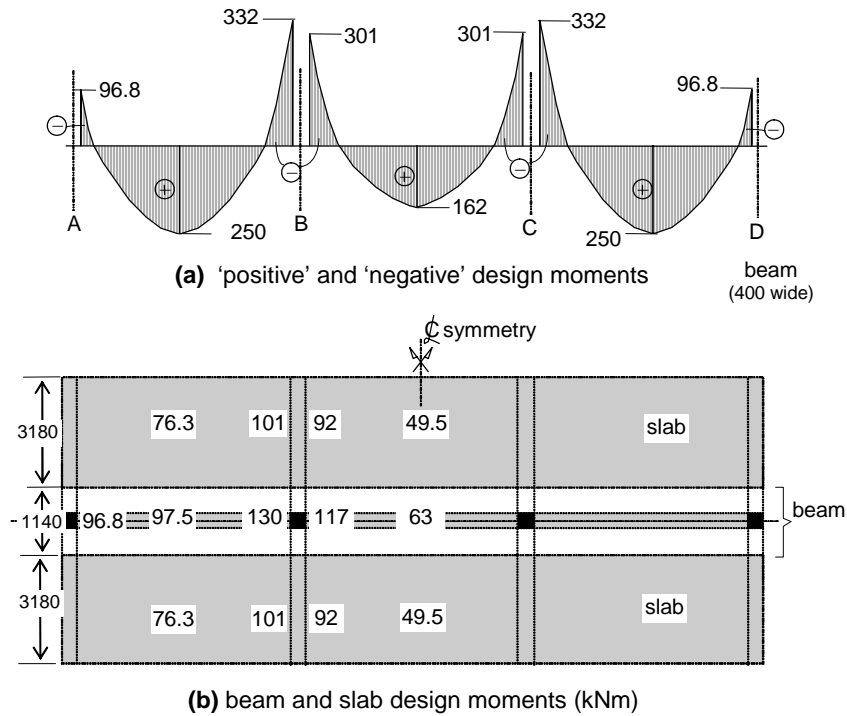 332 301 301 332
96.8 96.8
− − − −
+ + +
A 250 B 162 C 250 D
(a) ‘positive’ and ‘negative’ design moments
beam
(400 wide)
℄ symmetry
3180 76.3 101 92 49.5 slab
1140 96.8 97.5 130 117 63 beam
3180 76.3 101 92 49.5 slab
(b) beam and slab design moments (kNm)